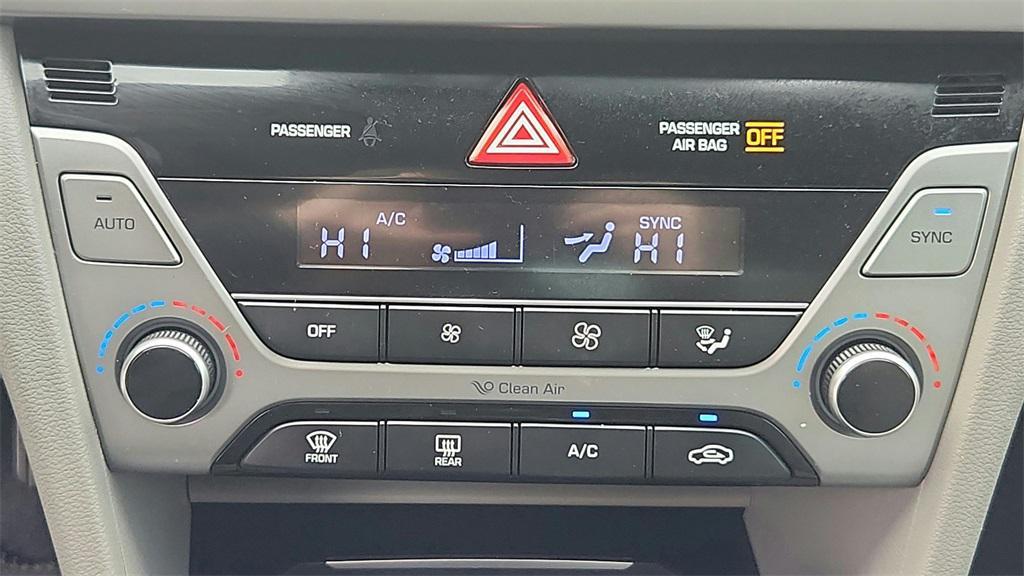 PASSENGER
PASSENGER
AIR BAG OFF
AUTO
A/C
HI
SYNC
HI
SYNC
OFF
Clean Air
FRONT
REAR
A/C